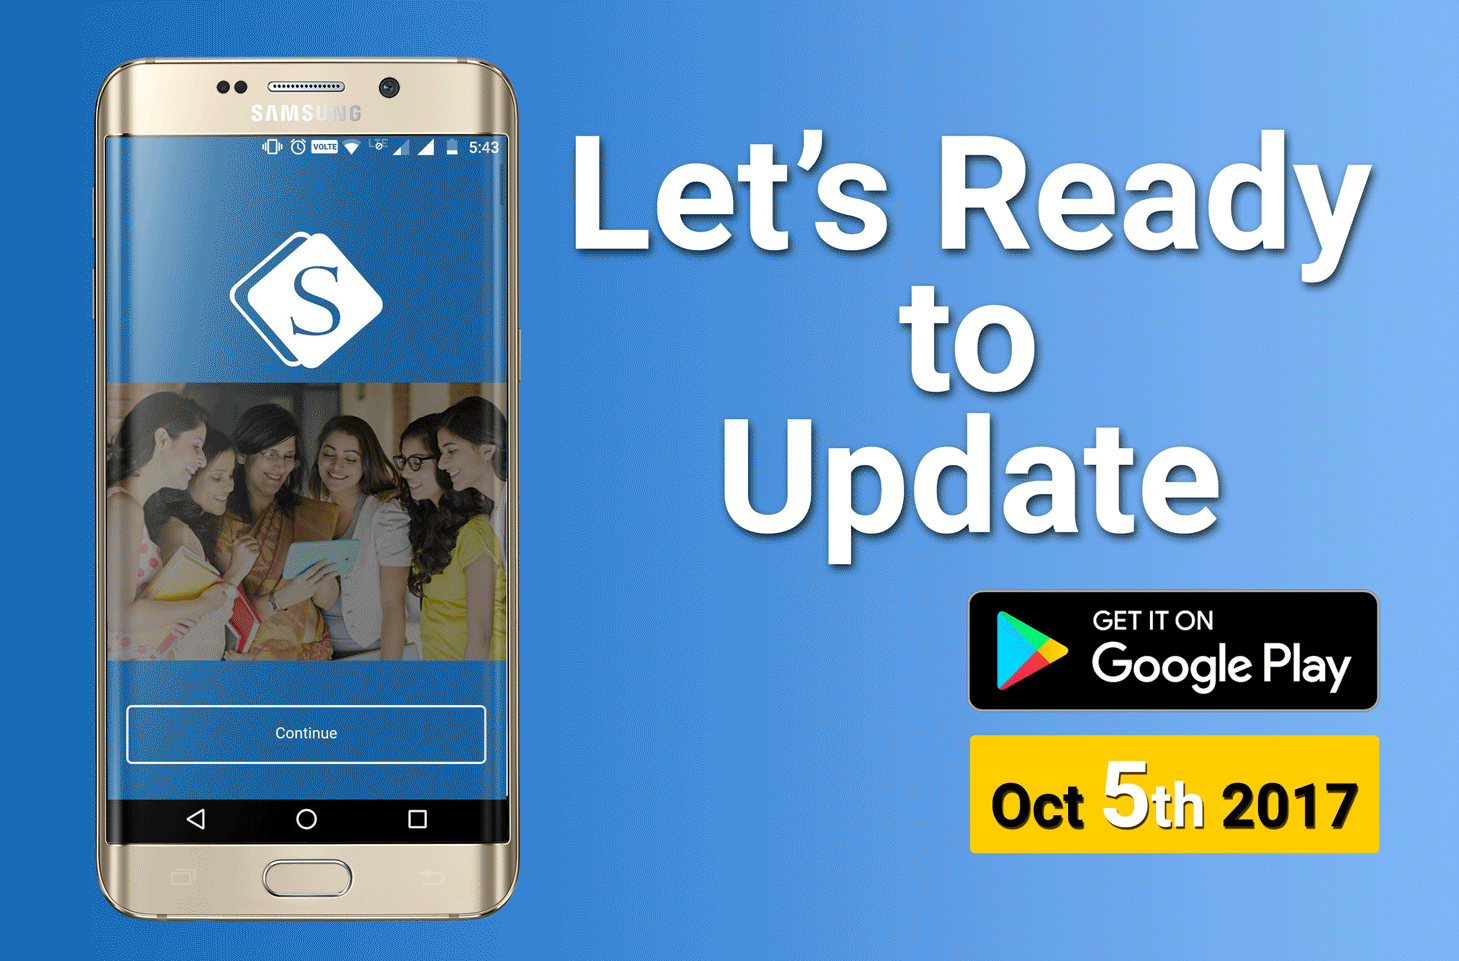 SAMSUNG
VOLTE LTE 5:43
S
Continue
Let’s Ready
to
Update
GET IT ON
Google Play
Oct 5th 2017